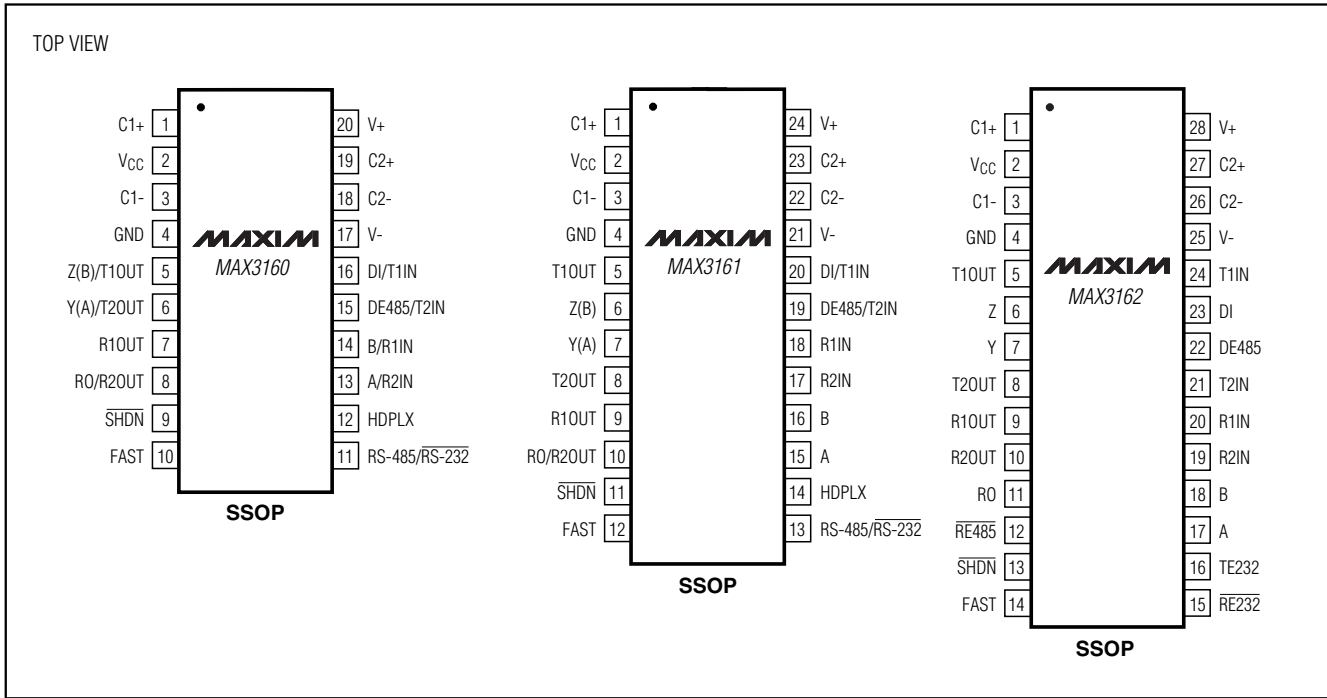 TOP VIEW
C1+ 1
VCC 2
C1- 3
GND 4
Z(B)/T1OUT 5
Y(A)/T2OUT 6
R1OUT 7
RO/R2OUT 8
SHDN 9
FAST 10
MAXIM
MAX3160
20 V+
19 C2+
18 C2-
17 V-
16 DI/T1IN
15 DE485/T2IN
14 B/R1IN
13 A/R2IN
12 HDPLX
11 RS-485/RS-232
SSOP
C1+ 1
VCC 2
C1- 3
GND 4
T1OUT 5
Z(B) 6
Y(A) 7
T2OUT 8
R1OUT 9
RO/R2OUT 10
SHDN 11
FAST 12
MAXIM
MAX3161
24 V+
23 C2+
22 C2-
21 V-
20 DI/T1IN
19 DE485/T2IN
18 R1IN
17 R2IN
16 B
15 A
14 HDPLX
13 RS-485/RS-232
SSOP
C1+ 1
VCC 2
C1- 3
GND 4
T1OUT 5
Z 6
Y 7
T2OUT 8
R1OUT 9
R2OUT 10
RO 11
RE485 12
SHDN 13
FAST 14
MAXIM
MAX3162
28 V+
27 C2+
26 C2-
25 V-
24 T1IN
23 DI
22 DE485
21 T2IN
20 R1IN
19 R2IN
18 B
17 A
16 TE232
15 RE232
SSOP